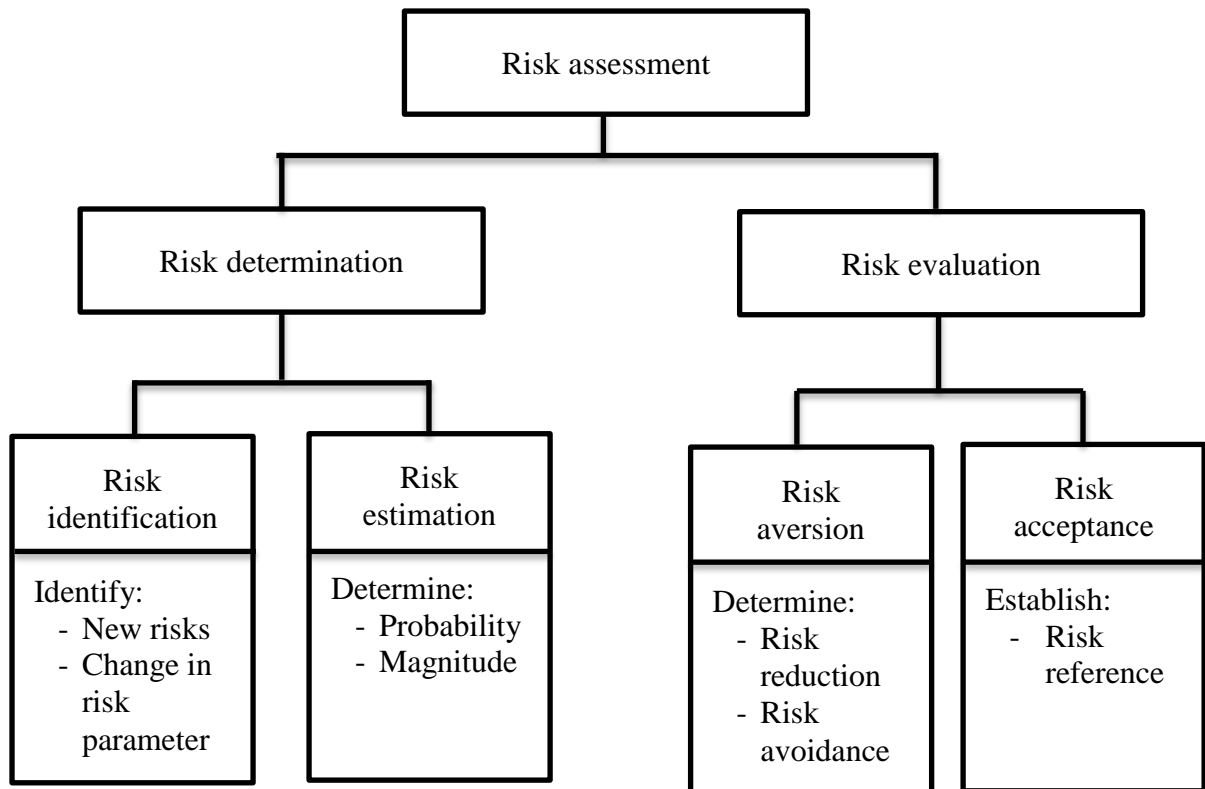 Risk assessment
Risk determination
Risk evaluation
Risk
identification
Identify:
- New risks
- Change in
risk
parameter
Risk
estimation
Determine:
- Probability
- Magnitude
Risk
aversion
Determine:
- Risk
reduction
- Risk
avoidance
Risk
acceptance
Establish:
- Risk
reference